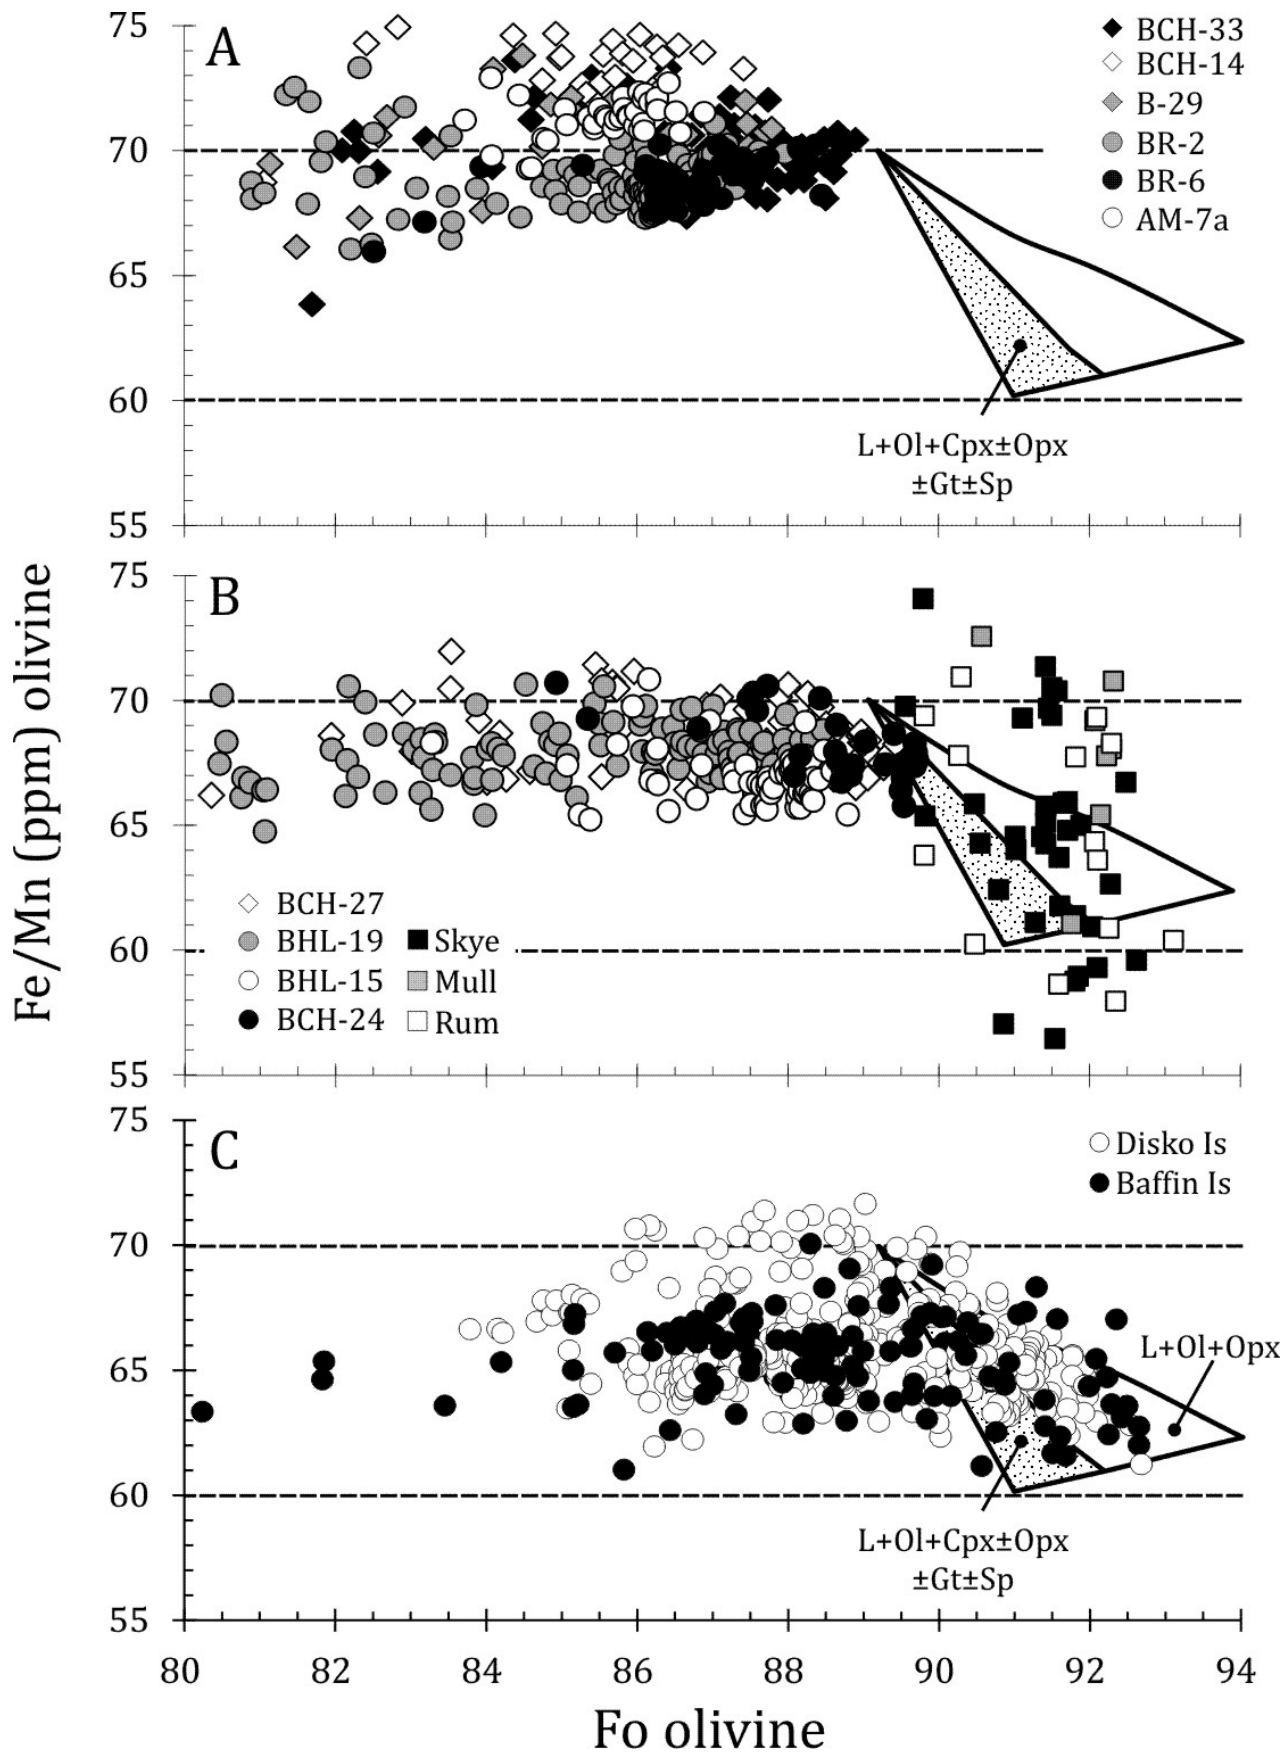 Fe/Mn (ppm) olivine
75
70
65
60
55
A
BCH-33
BCH-14
B-29
BR-2
BR-6
AM-7a
L+Ol+Cpx±Opx
±Gt±Sp
75
70
65
60
55
B
BCH-27
BHL-19
BHL-15
BCH-24
Skye
Mull
Rum
75
70
65
60
55
C
Disko Is
Baffin Is
L+Ol+Opx
L+Ol+Cpx±Opx
±Gt±Sp
80 82 84 86 88 90 92 94
Fo olivine